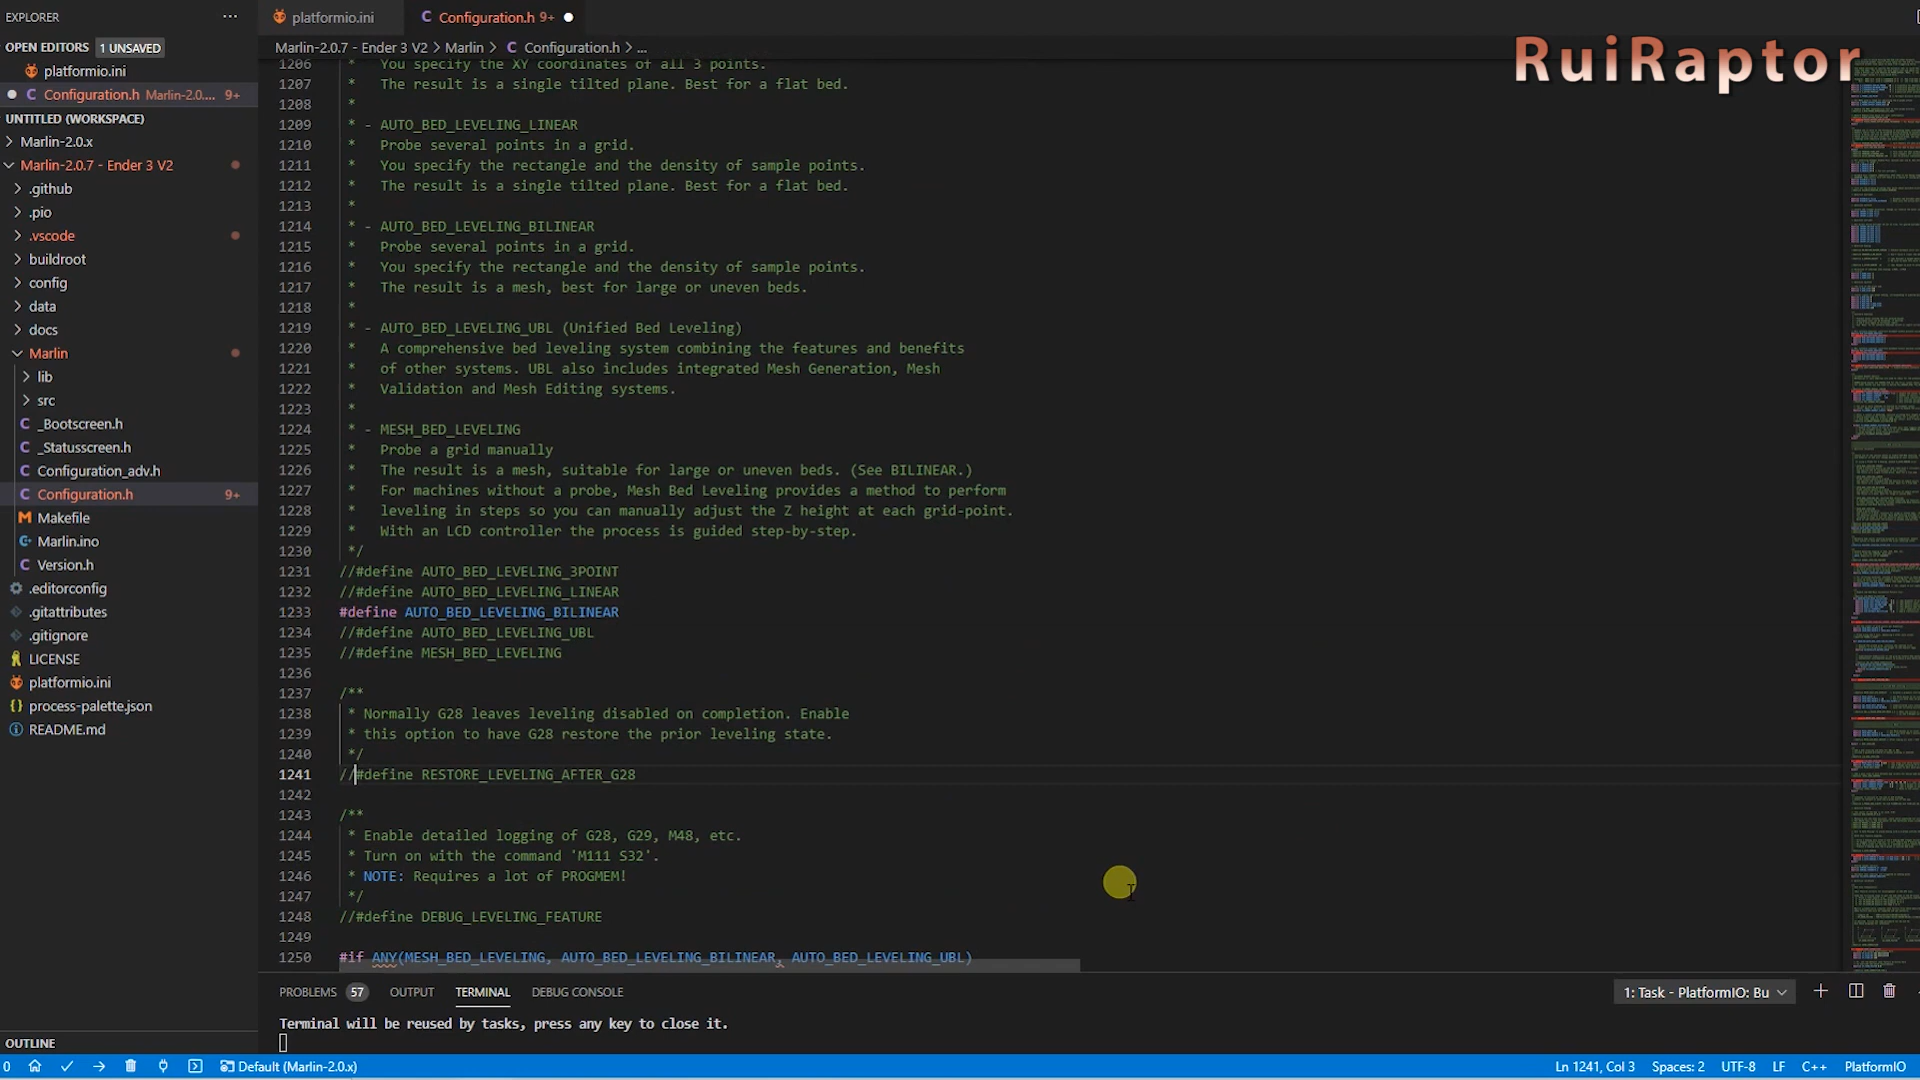 EXPLORER
platformio.ini
Configuration.h 9+
RuiRaptor
OPEN EDITORS 1 UNSAVED
platformio.ini
Configuration.h Marlin-2.0.... 9+
UNTITLED (WORKSPACE)
Marlin-2.0.x
Marlin-2.0.7 - Ender 3 V2
.github
.pio
.vscode
buildroot
config
data
docs
Marlin
lib
src
_Bootscreen.h
_Statusscreen.h
Configuration_adv.h
Configuration.h 9+
Makefile
Marlin.ino
Version.h
.editorconfig
.gitattributes
.gitignore
LICENSE
platformio.ini
process-palette.json
README.md
OUTLINE
Marlin-2.0.7 - Ender 3 V2 > Marlin > C Configuration.h > ...
1206 * You specify the XY coordinates of all 3 points.
1207 * The result is a single tilted plane. Best for a flat bed.
1208 *
1209 * - AUTO_BED_LEVELING_LINEAR
1210 * Probe several points in a grid.
1211 * You specify the rectangle and the density of sample points.
1212 * The result is a single tilted plane. Best for a flat bed.
1213 *
1214 * - AUTO_BED_LEVELING_BILINEAR
1215 * Probe several points in a grid.
1216 * You specify the rectangle and the density of sample points.
1217 * The result is a mesh, best for large or uneven beds.
1218 *
1219 * - AUTO_BED_LEVELING_UBL (Unified Bed Leveling)
1220 * A comprehensive bed leveling system combining the features and benefits
1221 * of other systems. UBL also includes integrated Mesh Generation, Mesh
1222 * Validation and Mesh Editing systems.
1223 *
1224 * - MESH_BED_LEVELING
1225 * Probe a grid manually
1226 * The result is a mesh, suitable for large or uneven beds. (See BILINEAR.)
1227 * For machines without a probe, Mesh Bed Leveling provides a method to perform
1228 * leveling in steps so you can manually adjust the Z height at each grid-point.
1229 * With an LCD controller the process is guided step-by-step.
1230 */
1231 //#define AUTO_BED_LEVELING_3POINT
1232 //#define AUTO_BED_LEVELING_LINEAR
1233 #define AUTO_BED_LEVELING_BILINEAR
1234 //#define AUTO_BED_LEVELING_UBL
1235 //#define MESH_BED_LEVELING
1236
1237 /**
1238 * Normally G28 leaves leveling disabled on completion. Enable
1239 * this option to have G28 restore the prior leveling state.
1240 */
1241 //#define RESTORE_LEVELING_AFTER_G28
1242
1243 /**
1244 * Enable detailed logging of G28, G29, M48, etc.
1245 * Turn on with the command 'M111 S32'.
1246 * NOTE: Requires a lot of PROGMEM!
1247 */
1248 //#define DEBUG_LEVELING_FEATURE
1249
1250 #if ANY(MESH_BED_LEVELING, AUTO_BED_LEVELING_BILINEAR, AUTO_BED_LEVELING_UBL)
PROBLEMS 57 OUTPUT TERMINAL DEBUG CONSOLE
1: Task - PlatformIO: Bu
Terminal will be reused by tasks, press any key to close it.
0 Default (Marlin-2.0.x)
Ln 1241, Col 3 Spaces: 2 UTF-8 LF C++ PlatformIO